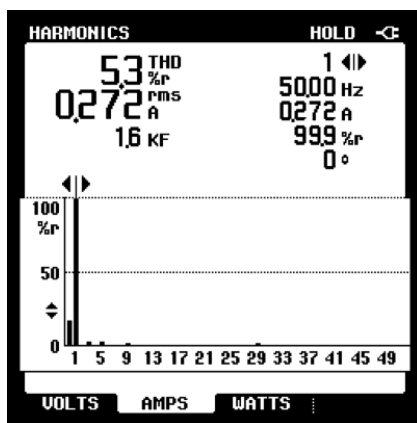 HARMONICS HOLD
5.3 THD %r 1
50.00 Hz
0.272 rms A 0.272 A
1.6 KF 99.9 %r
0 °
100
%r
50
0
1 5 9 13 17 21 25 29 33 37 41 45 49
VOLTS AMPS WATTS